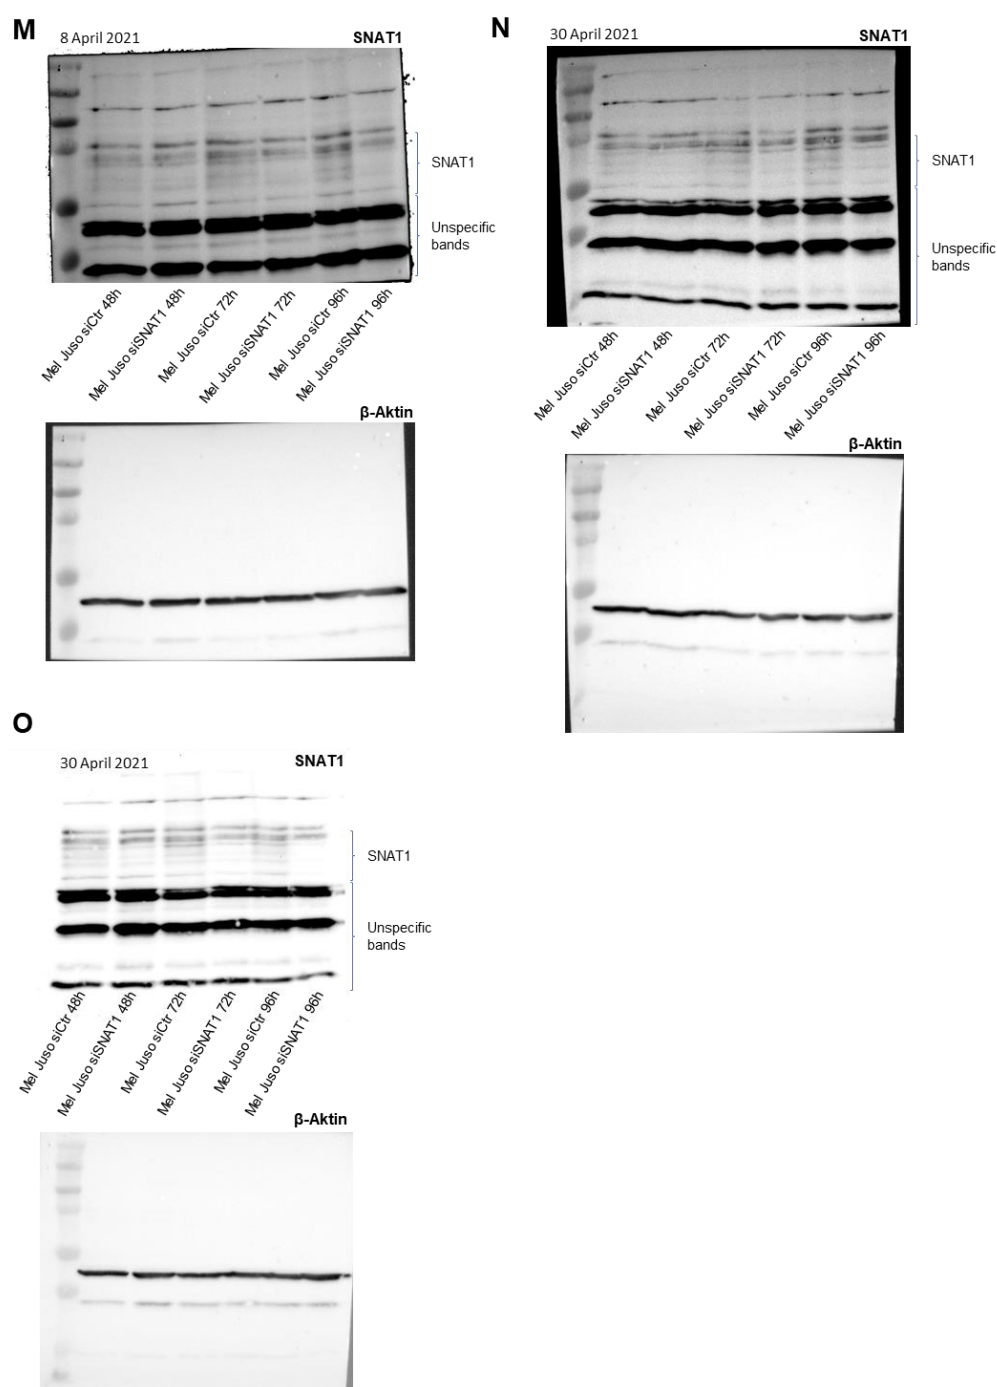 M
8 April 2021
SNAT1
SNAT1
Unspecific
bands
Mel Juso siCtr 48h
Mel Juso siSNAT1 48h
Mel Juso siCtr 72h
Mel Juso siSNAT1 72h
Mel Juso siCtr 96h
Mel Juso siSNAT1 96h
β-Aktin
N
30 April 2021
SNAT1
SNAT1
Unspecific
bands
Mel Juso siCtr 48h
Mel Juso siSNAT1 48h
Mel Juso siCtr 72h
Mel Juso siSNAT1 72h
Mel Juso siCtr 96h
Mel Juso siSNAT1 96h
β-Aktin
O
30 April 2021
SNAT1
SNAT1
Unspecific
bands
Mel Juso siCtr 48h
Mel Juso siSNAT1 48h
Mel Juso siCtr 72h
Mel Juso siSNAT1 72h
Mel Juso siCtr 96h
Mel Juso siSNAT1 96h
β-Aktin